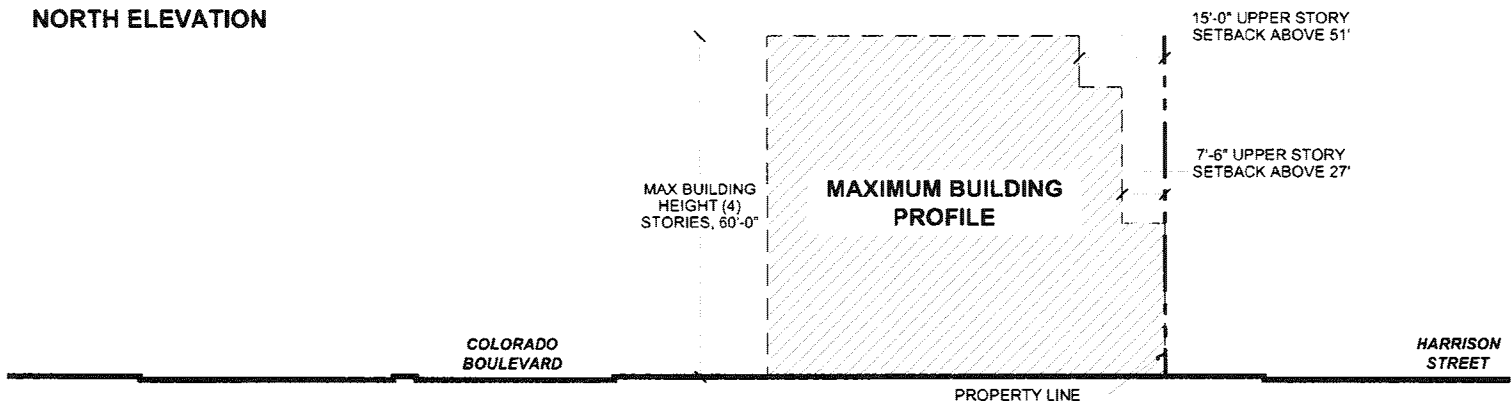 NORTH ELEVATION
15'-0" UPPER STORY
SETBACK ABOVE 51'
7'-6" UPPER STORY
SETBACK ABOVE 27'
MAX BUILDING
HEIGHT (4)
STORIES, 60'-0"
MAXIMUM BUILDING
PROFILE
COLORADO
BOULEVARD
HARRISON
STREET
PROPERTY LINE